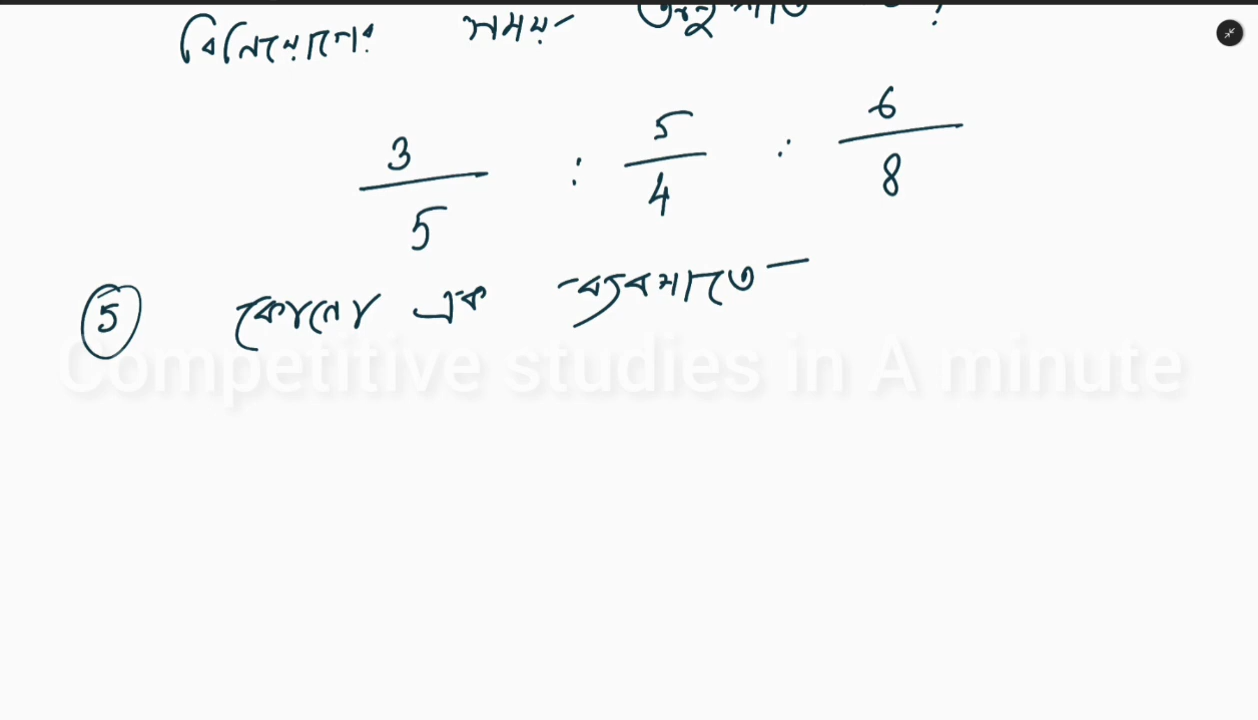 বিনিয়োগের সময় অনুপাত ?
3/5 : 5/4 : 6/8
5 কোনো এক ব্যবসাতে
Competitive studies in A minute